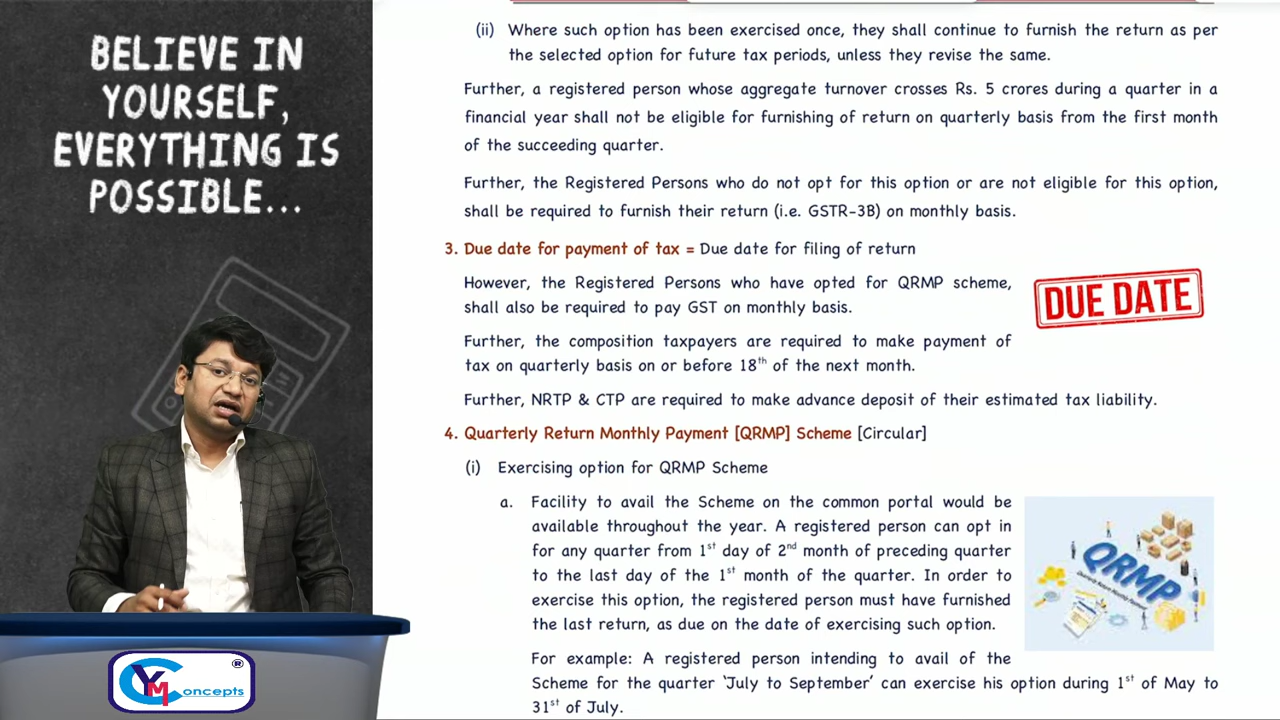 BELIEVE IN
YOURSELF,
EVERYTHING IS
POSSIBLE...
(ii) Where such option has been exercised once, they shall continue to furnish the return as per
the selected option for future tax periods, unless they revise the same.
Further, a registered person whose aggregate turnover crosses Rs. 5 crores during a quarter in a
financial year shall not be eligible for furnishing of return on quarterly basis from the first month
of the succeeding quarter.
Further, the Registered Persons who do not opt for this option or are not eligible for this option,
shall be required to furnish their return (i.e. GSTR-3B) on monthly basis.
3. Due date for payment of tax = Due date for filing of return
However, the Registered Persons who have opted for QRMP scheme,
shall also be required to pay GST on monthly basis.
DUE DATE
Further, the composition taxpayers are required to make payment of
tax on quarterly basis on or before 18th of the next month.
Further, NRTP & CTP are required to make advance deposit of their estimated tax liability.
4. Quarterly Return Monthly Payment [QRMP] Scheme [Circular]
(i) Exercising option for QRMP Scheme
a. Facility to avail the Scheme on the common portal would be
available throughout the year. A registered person can opt in
for any quarter from 1st day of 2nd month of preceding quarter
to the last day of the 1st month of the quarter. In order to
exercise this option, the registered person must have furnished
the last return, as due on the date of exercising such option.
QRMP
For example: A registered person intending to avail of the
Scheme for the quarter 'July to September' can exercise his option during 1st of May to
31st of July.
CYM Concepts ®